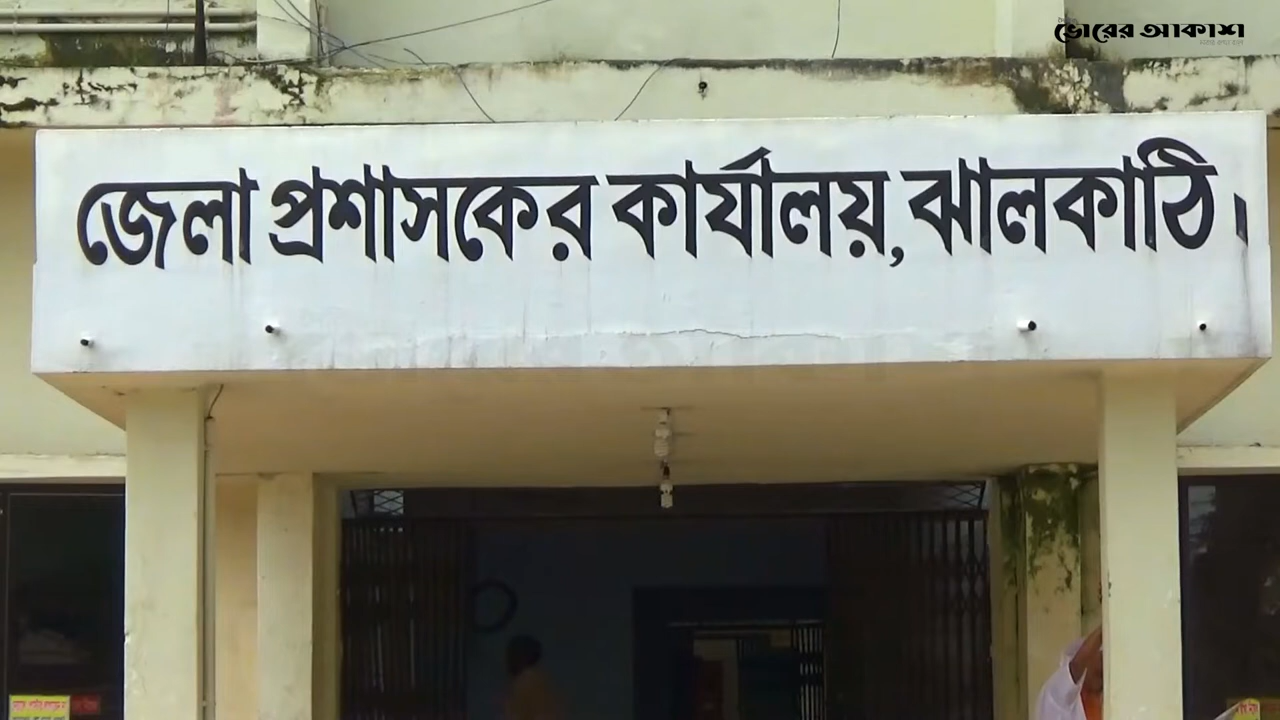 ভোরের আকাশ
জেলা প্রশাসকের কার্যালয়, ঝালকাঠি।